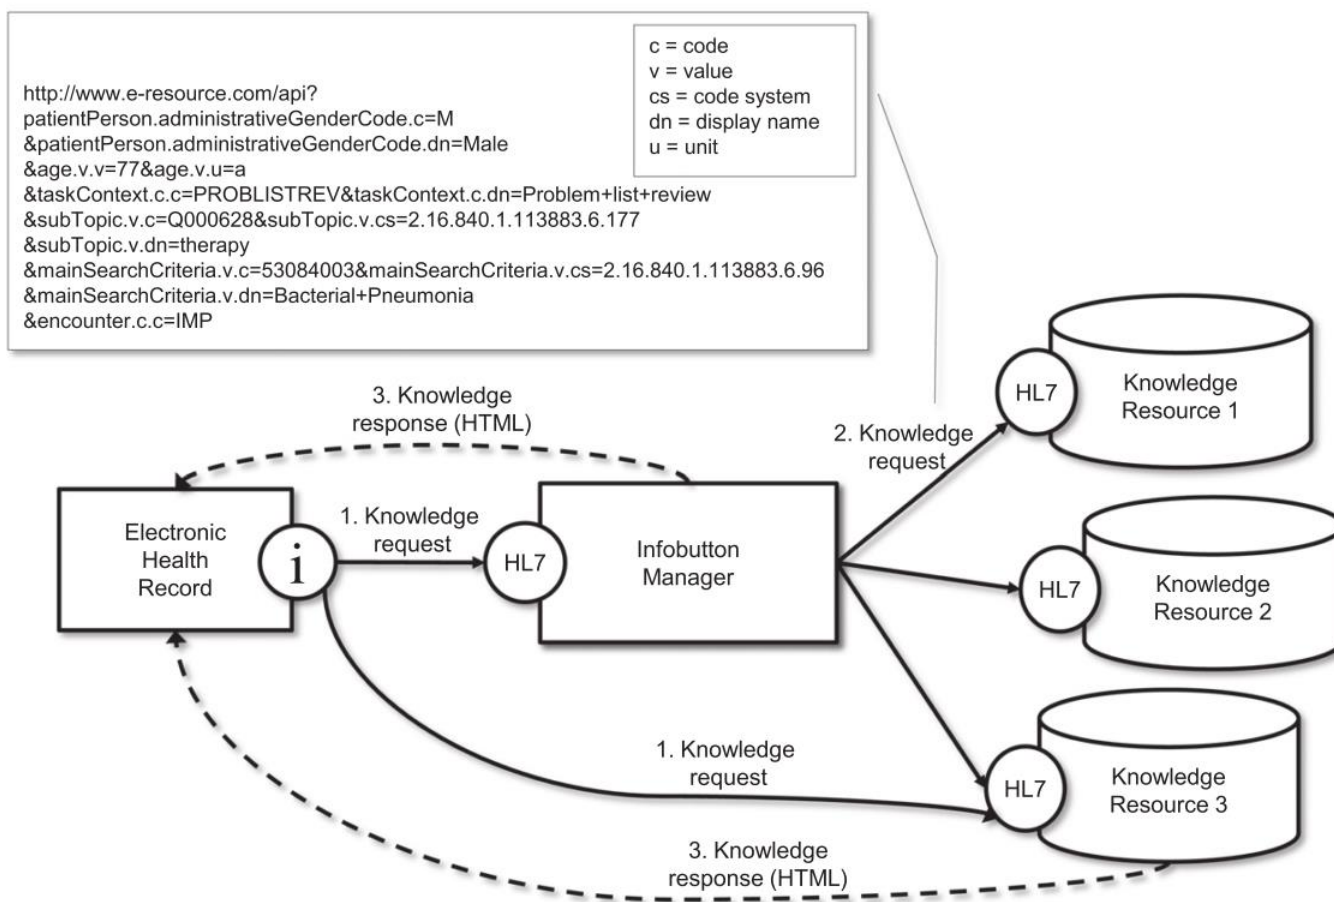 http://www.e-resource.com/api?
patientPerson.administrativeGenderCode.c=M
&patientPerson.administrativeGenderCode.dn=Male
&age.v.v=77&age.v.u=a
&taskContext.c.c=PROBLISTREV&taskContext.c.dn=Problem+list+review
&subTopic.v.c=Q000628&subTopic.v.cs=2.16.840.1.113883.6.177
&subTopic.v.dn=therapy
&mainSearchCriteria.v.c=53084003&mainSearchCriteria.v.cs=2.16.840.1.113883.6.96
&mainSearchCriteria.v.dn=Bacterial+Pneumonia
&encounter.c.c=IMP
c = code
v = value
cs = code system
dn = display name
u = unit
3. Knowledge
response (HTML)
2. Knowledge
request
HL7
Knowledge
Resource 1
Electronic
Health
Record
i
1. Knowledge
request
HL7
Infobutton
Manager
HL7
Knowledge
Resource 2
1. Knowledge
request
HL7
Knowledge
Resource 3
3. Knowledge
response (HTML)